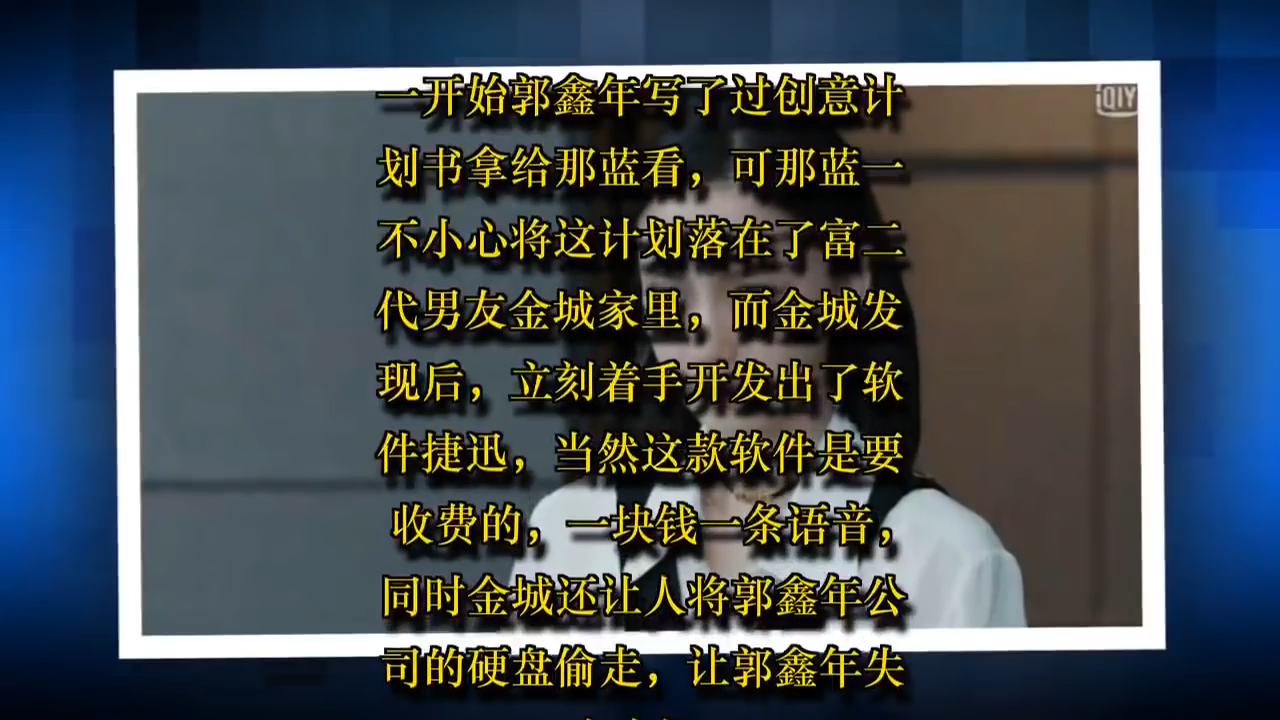 iQIY
一开始郭鑫年写了过创意计
划书拿给那蓝看，可那蓝一
不小心将这计划落在了富二
代男友金城家里，而金城发
现后，立刻着手开发出了软
件捷迅，当然这款软件是要
收费的，一块钱一条语音，
同时金城还让人将郭鑫年公
司的硬盘偷走，让郭鑫年失